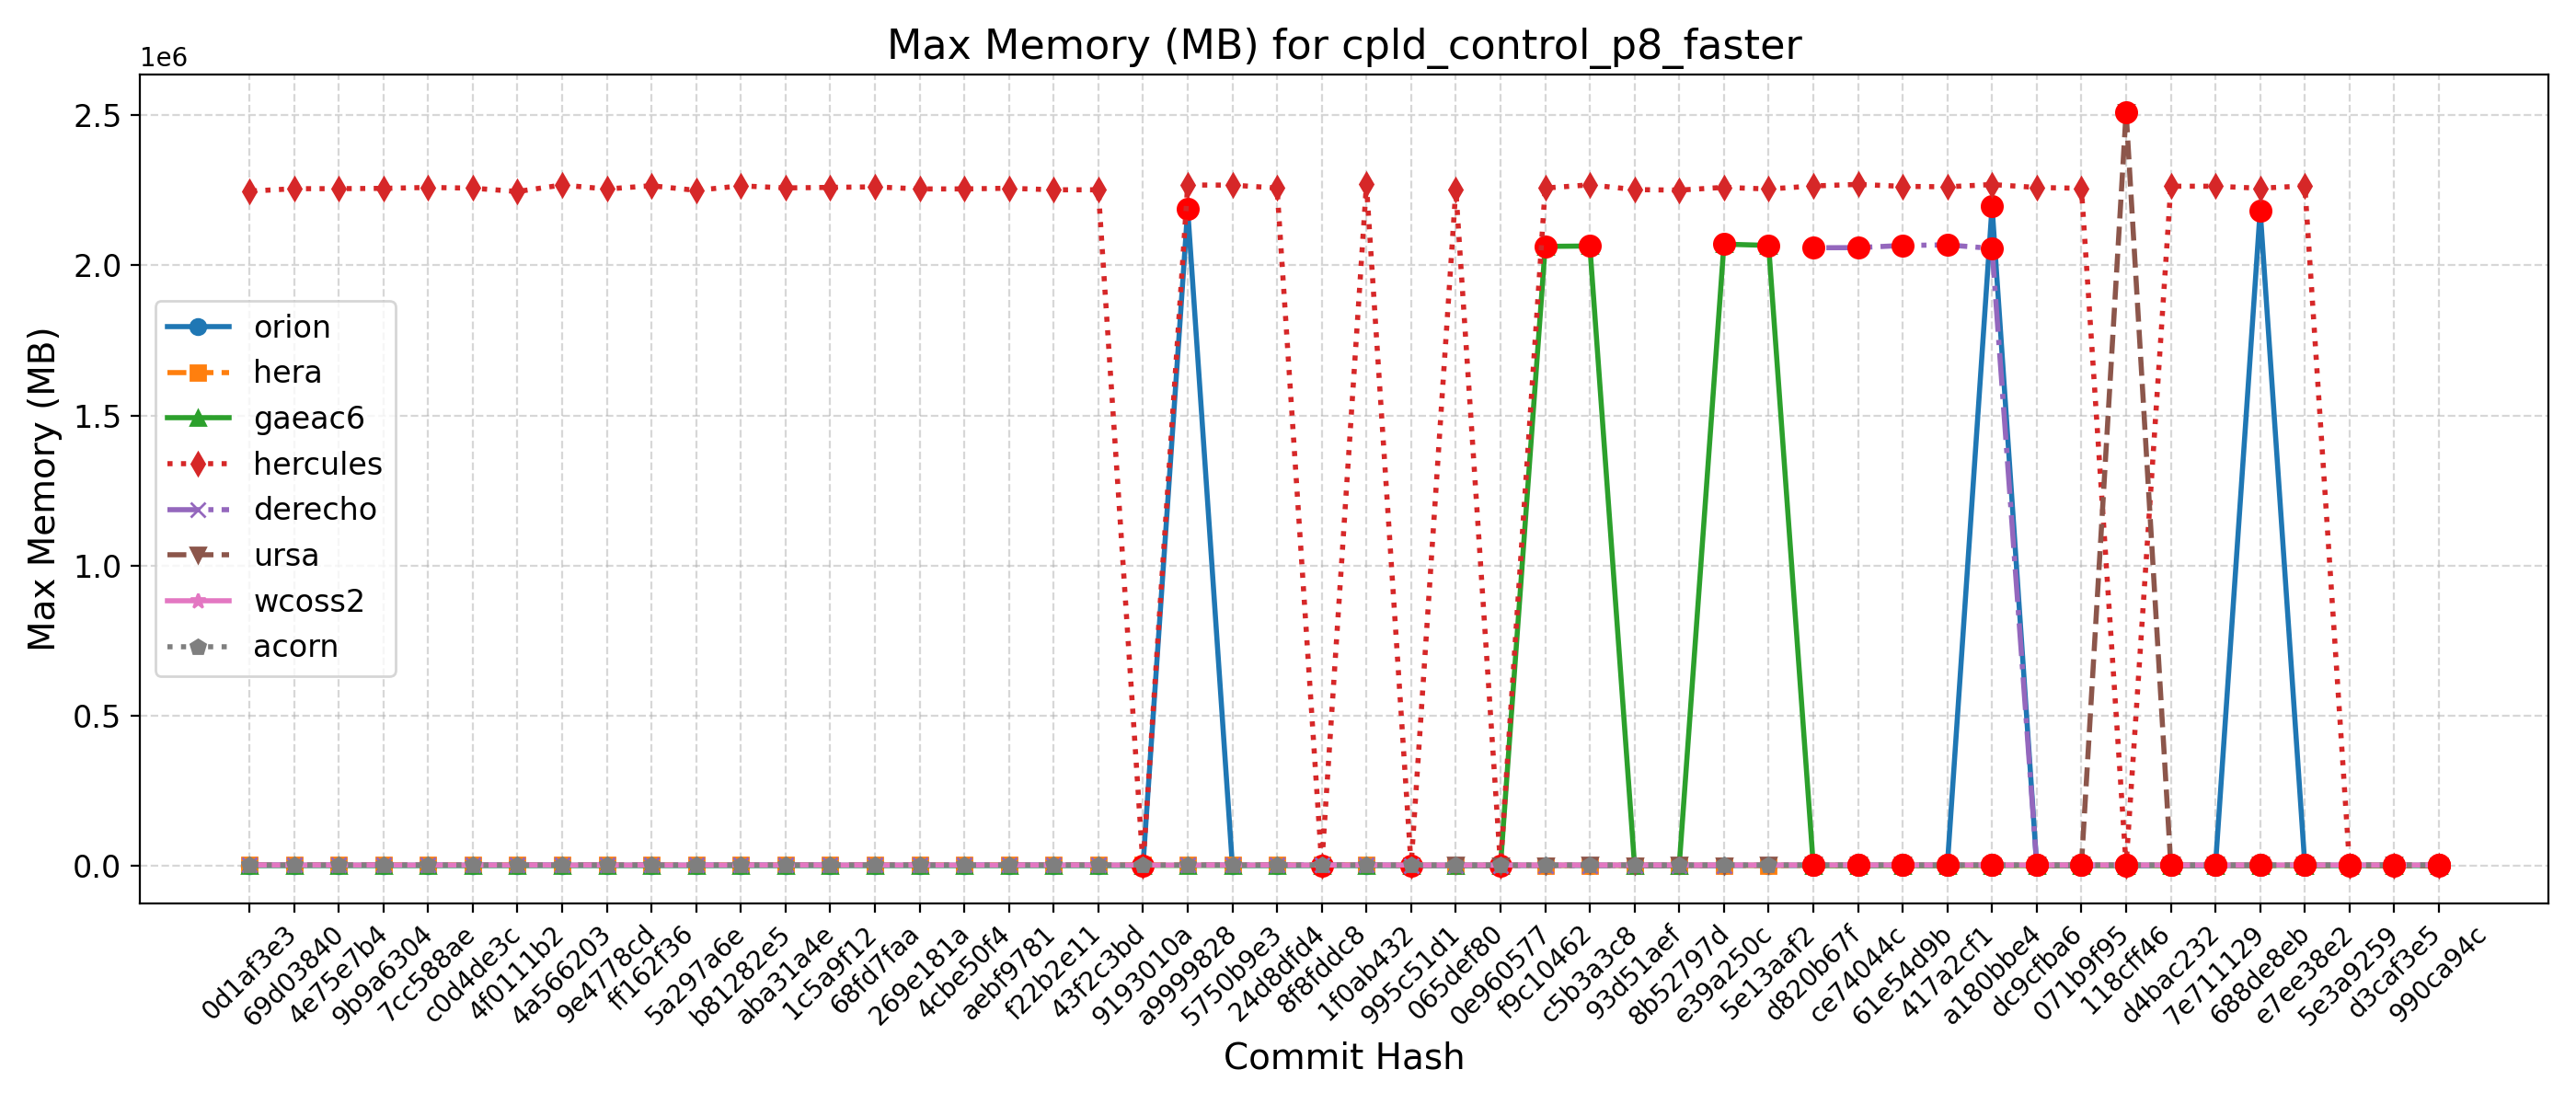 Max Memory (MB) for cpld_control_p8_faster
1e6
2.5
2.0
1.5
1.0
0.5
0.0
Max Memory (MB)
orion
hera
gaeac6
hercules
derecho
ursa
wcoss2
acorn
0d1af3e3
69d03840
4e75e7b4
9b9a6304
7cc588ae
c0d4de3c
4f0111b2
4a566203
9e4778cd
ff162f36
5a297a6e
b81282e5
aba31a4e
1c5a9f12
68fd7faa
269e181a
4cbe50f4
aebf9781
f22b2e11
43f2c3bd
9193010a
a9999828
5750b9e3
24d8dfd4
8f8fddc8
1f0ab432
995c51d1
065def80
0e960577
f9c10462
c5b3a3c8
93d51aef
8b52797d
e39a250c
5e13aaf2
d820b67f
ce74044c
61e54d9b
417a2cf1
a180bbe4
dc9cfba6
071b9f95
118cff46
d4bac232
7e711129
688de8eb
e7ee38e2
5e3a9259
d3caf3e5
990ca94c
Commit Hash